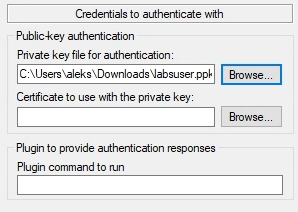 Credentials to authenticate with
Public-key authentication
Private key file for authentication:
C:\Users\aleks\Downloads\labsuser.ppk
Browse...
Certificate to use with the private key:
Browse...
Plugin to provide authentication responses
Plugin command to run